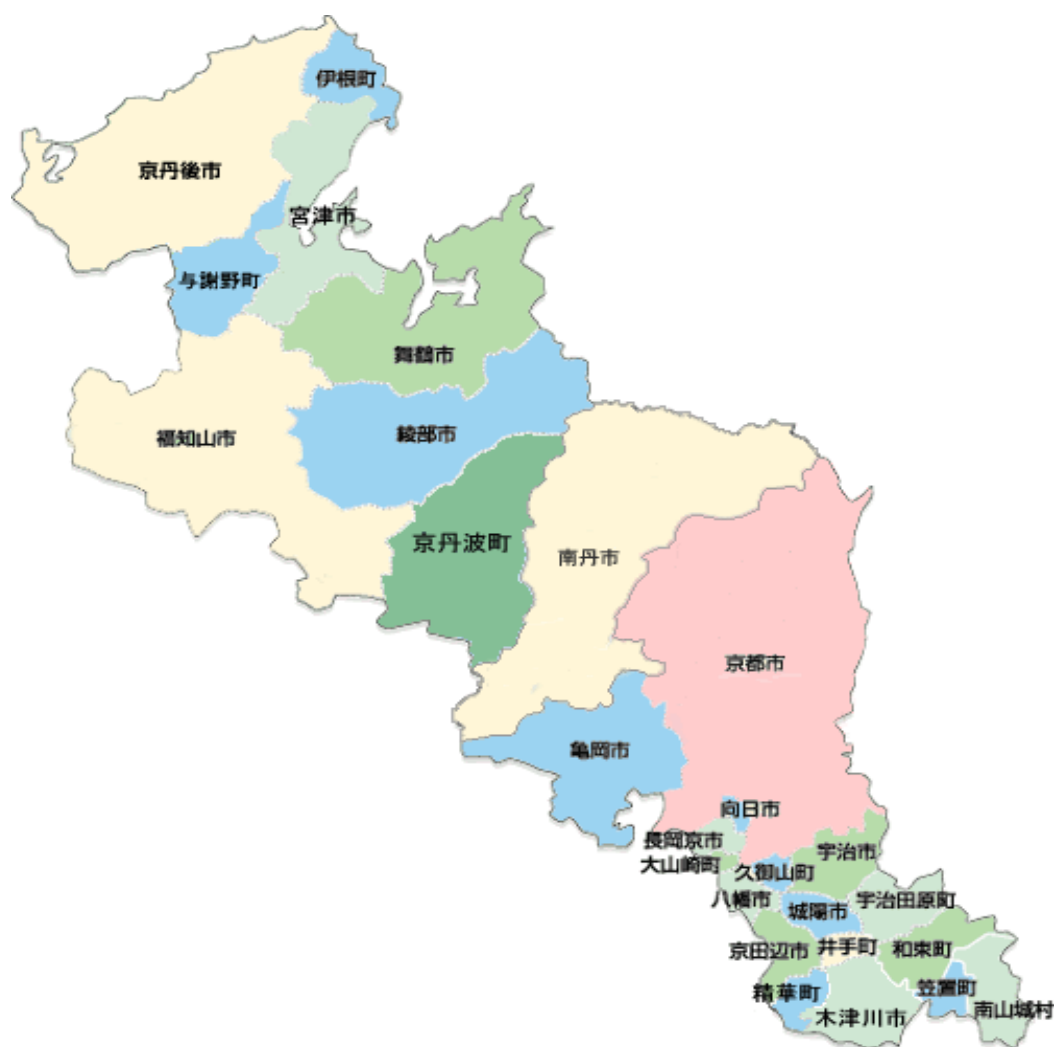 伊根町
京丹後市
宮津市
与謝野町
舞鶴市
福知山市
綾部市
京丹波町
南丹市
京都市
亀岡市
向日市
長岡京市
宇治市
大山崎町
久御山町
八幡市
宇治田原町
城陽市
京田辺市
井手町
和束町
精華町
笠置町
南山城村
木津川市